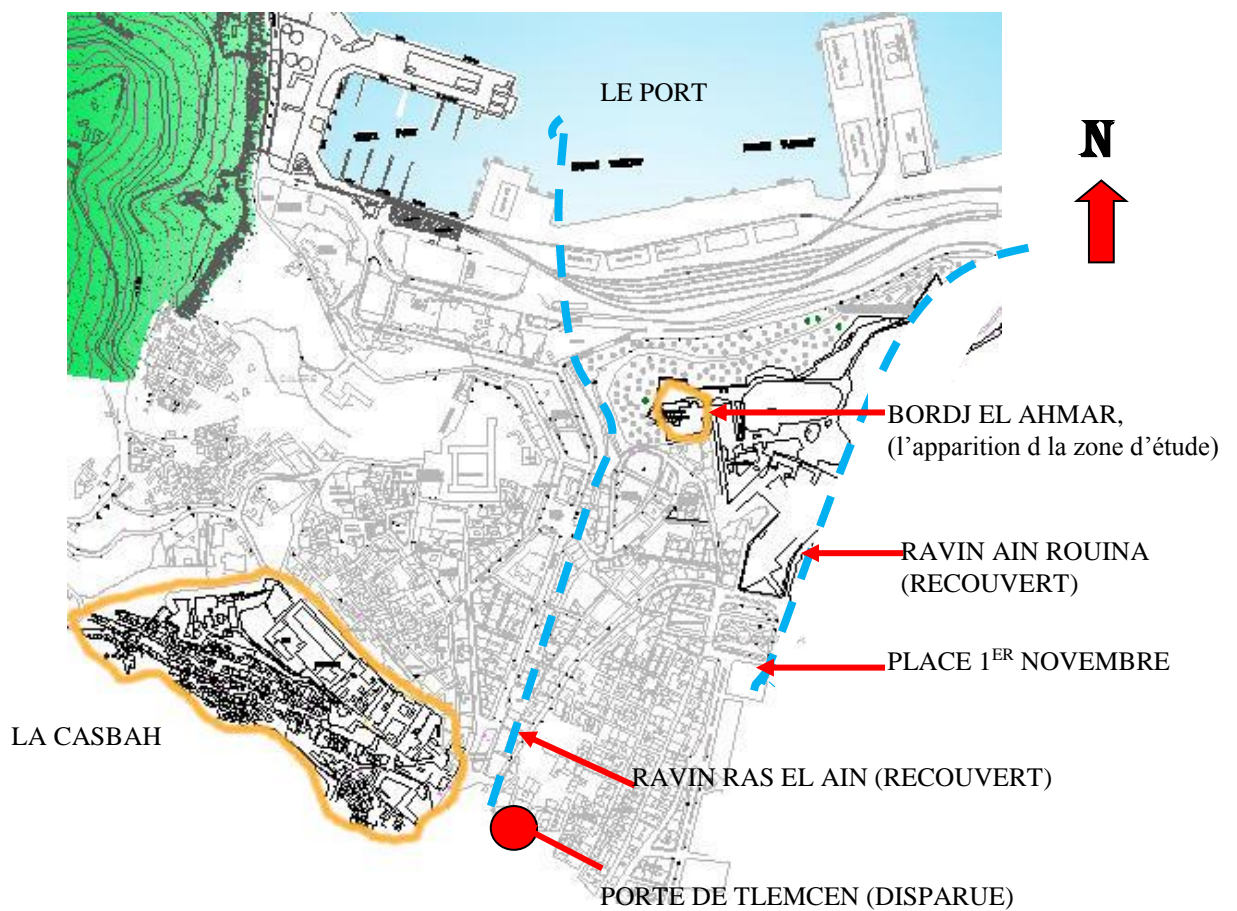 LE PORT
N
BORDJ EL AHMAR,
(l’apparition d la zone d’étude)
RAVIN AIN ROUINA
(RECOUVERT)
PLACE 1ER NOVEMBRE
LA CASBAH
RAVIN RAS EL AIN (RECOUVERT)
PORTE DE TLEMCEN (DISPARUE)